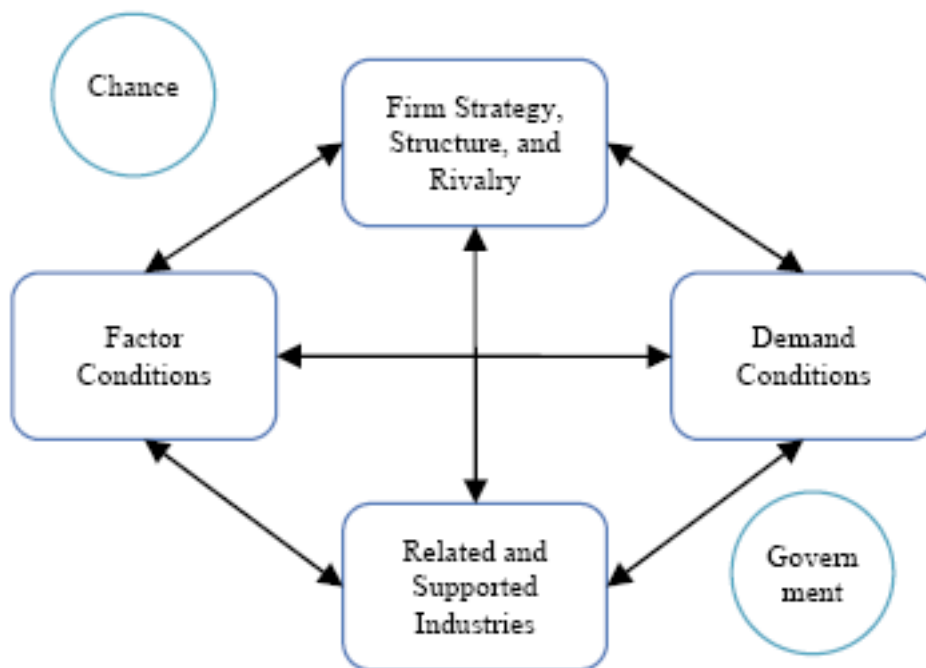 Chance
Firm Strategy,
Structure, and
Rivalry
Factor
Conditions
Demand
Conditions
Related and
Supported
Industries
Govern
ment